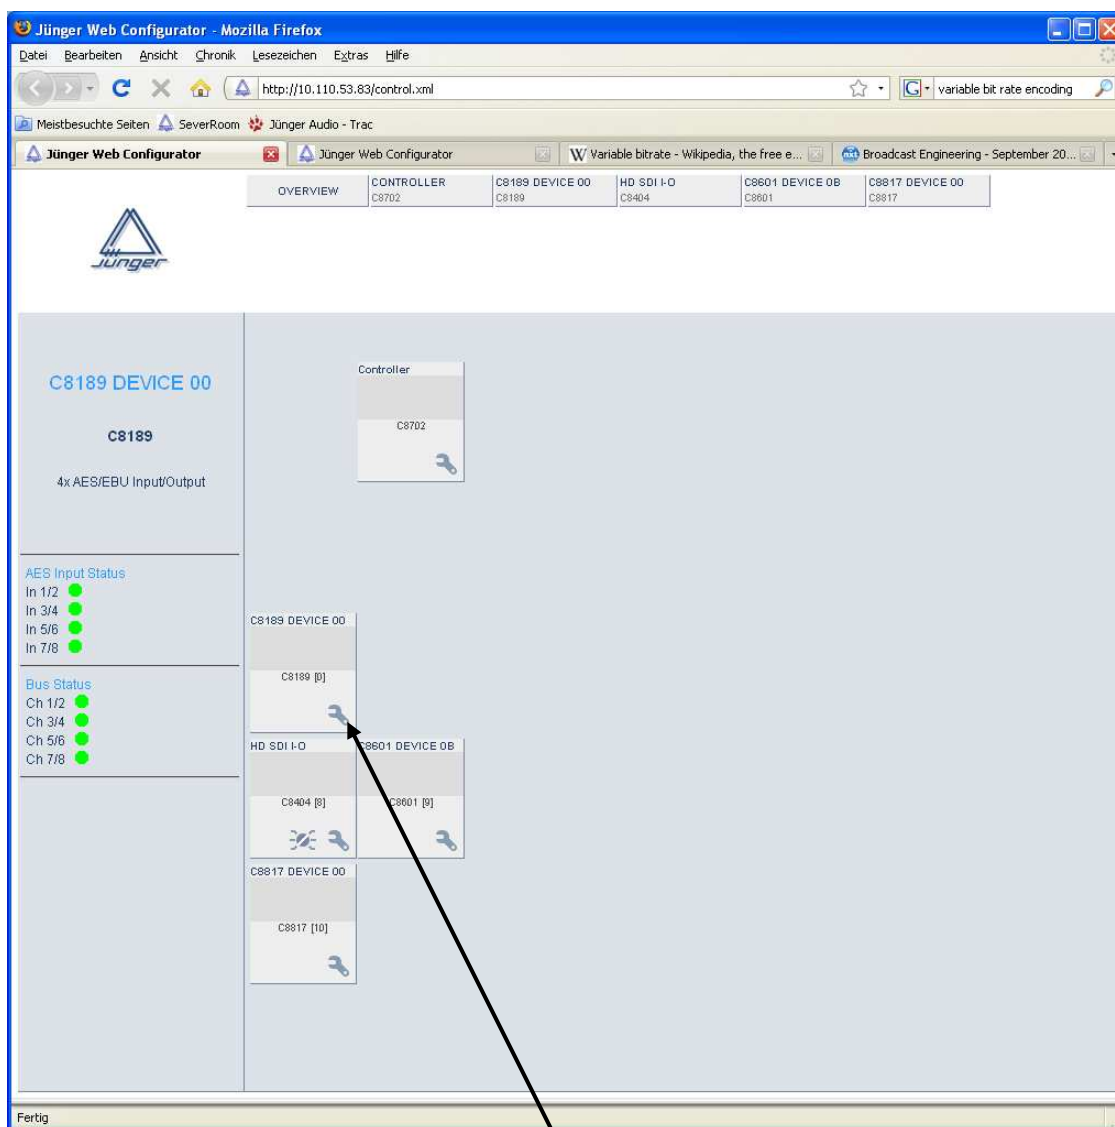 Jünger Web Configurator - Mozilla Firefox
Datei Bearbeiten Ansicht Chronik Lesezeichen Extras Hilfe
http://10.110.53.83/control.xml
variable bit rate encoding
Meistbesuchte Seiten SeverRoom Jünger Audio - Trac
Jünger Web Configurator
Jünger Web Configurator
Variable bitrate - Wikipedia, the free e...
Broadcast Engineering - September 20...
OVERVIEW
CONTROLLER
C8702
C8189 DEVICE 00
C8189
HD SDI I-O
C8404
C8601 DEVICE 0B
C8601
C8817 DEVICE 00
C8817
Jünger
C8189 DEVICE 00
C8189
4x AES/EBU Input/Output
AES Input Status
In 1/2
In 3/4
In 5/6
In 7/8
Bus Status
Ch 1/2
Ch 3/4
Ch 5/6
Ch 7/8
Controller
C8702
C8189 DEVICE 00
C8189 [0]
HD SDI I-O
C8404 [8]
C8601 DEVICE 0B
C8601 [9]
C8817 DEVICE 00
C8817 [10]
Fertig